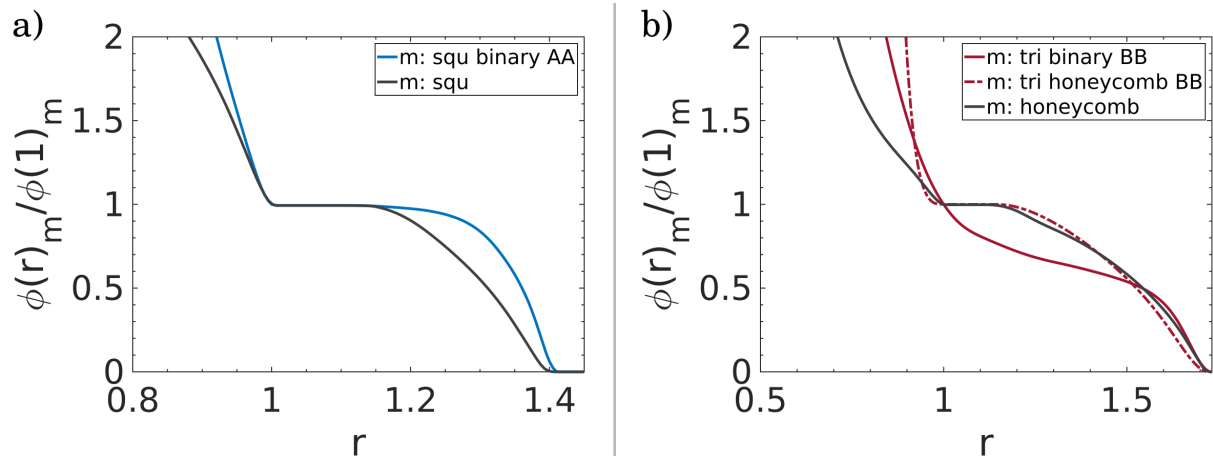 a)
ϕ(r)m/ϕ(1)m
2
1.5
1
0.5
0
0.8
1
1.2
1.4
r
m: squ binary AA
m: squ
b)
ϕ(r)m/ϕ(1)m
2
1.5
1
0.5
0
0.5
1
1.5
r
m: tri binary BB
m: tri honeycomb BB
m: honeycomb